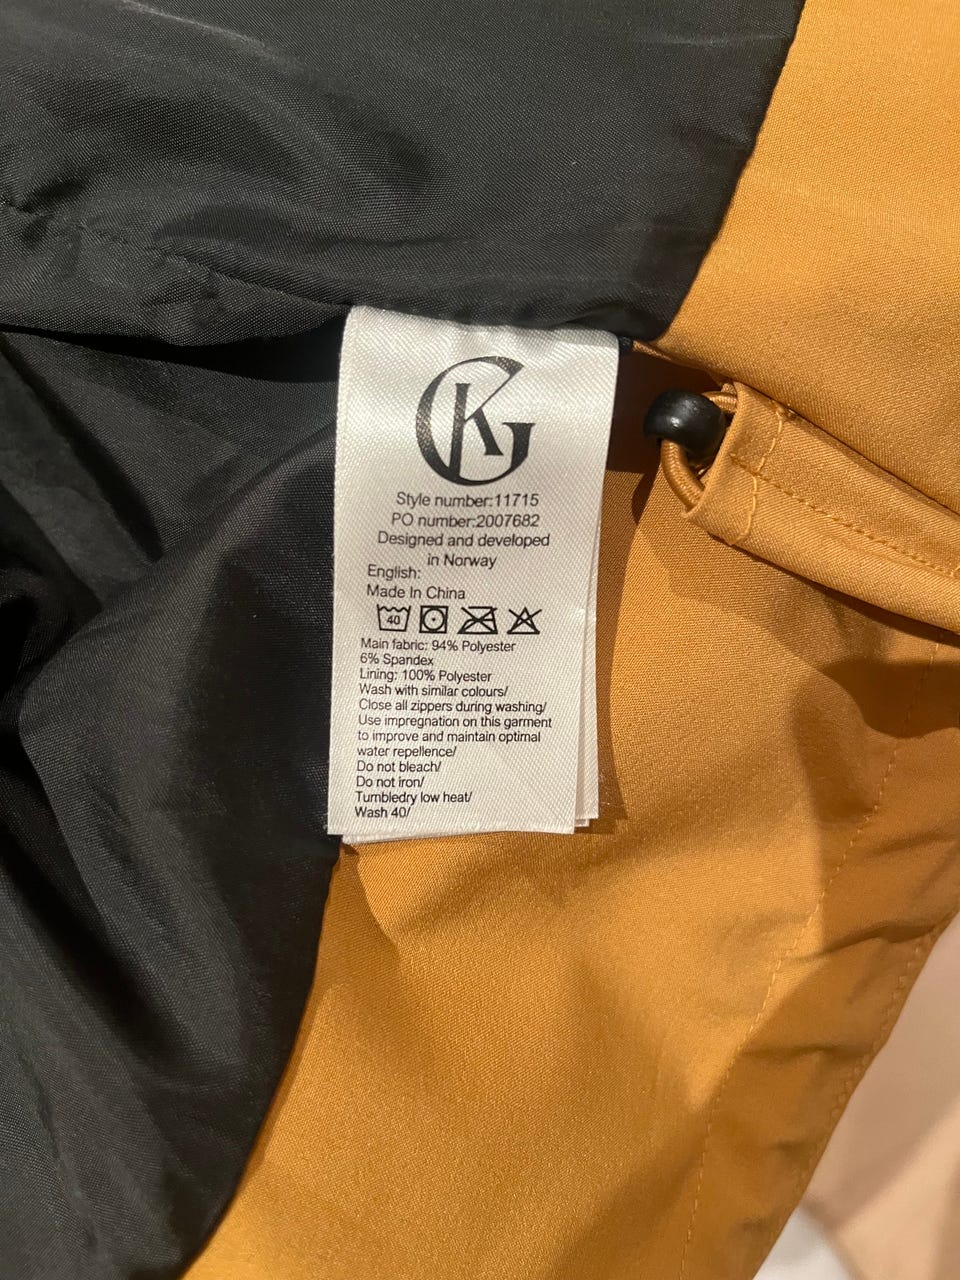 GK
Style number:11715
PO number:2007682
Designed and developed
in Norway
English:
Made In China
40
Main fabric: 94% Polyester
6% Spandex
Lining: 100% Polyester
Wash with similar colours/
Close all zippers during washing/
Use impregnation on this garment
to improve and maintain optimal
water repellence/
Do not bleach/
Do not iron/
Tumbledry low heat/
Wash 40/